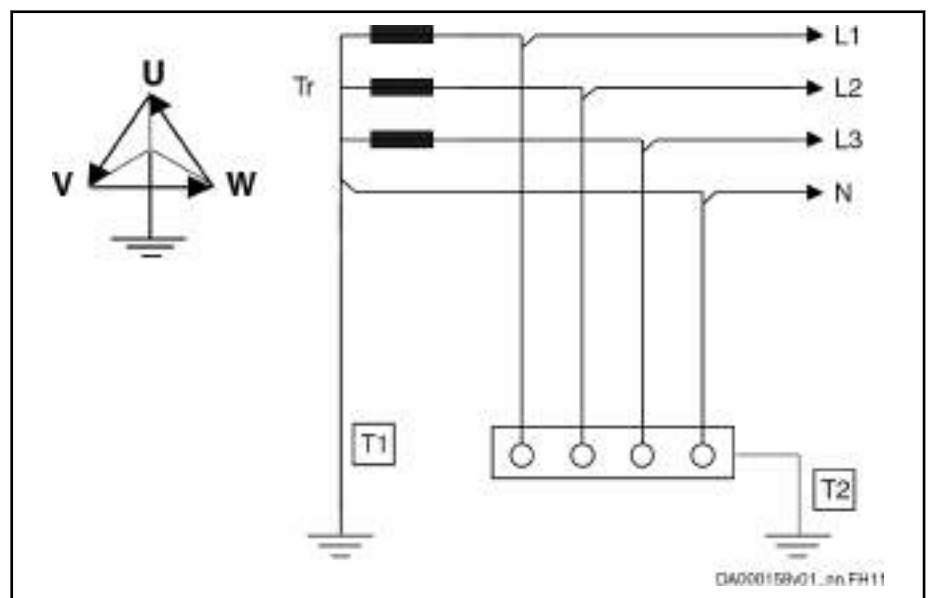 U
V
W
Tr
L1
L2
L3
N
T1
T2
DA000159v01_nn.FH11